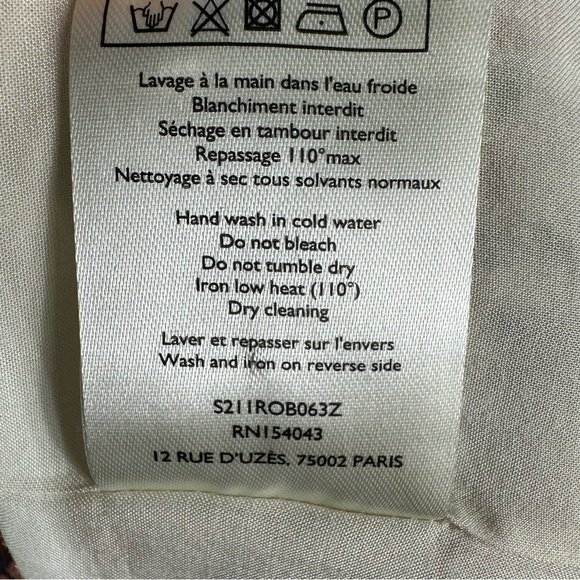 P
Lavage à la main dans l'eau froide
Blanchiment interdit
Séchage en tambour interdit
Repassage 110°max
Nettoyage à sec tous solvants normaux
Hand wash in cold water
Do not bleach
Do not tumble dry
Iron low heat (110°)
Dry cleaning
Laver et repasser sur l'envers
Wash and iron on reverse side
S211ROB063Z
RN154043
12 RUE D'UZÈS, 75002 PARIS